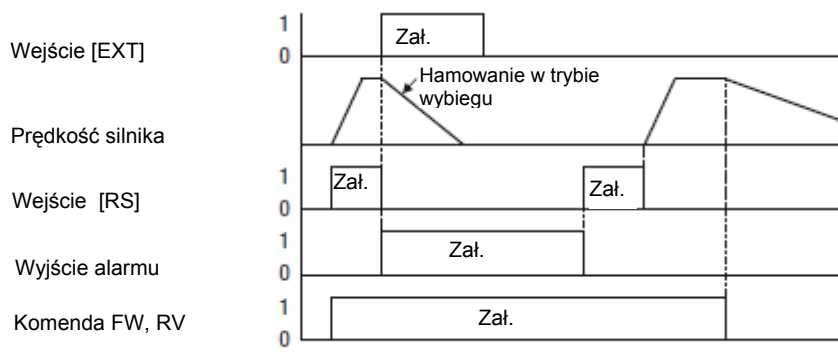 Wejście [EXT]
1
0
Zał.
Hamowanie w trybie
wybiegu
Prędkość silnika
Wejście [RS]
1
0
Zał.
Zał.
Wyjście alarmu
1
0
Zał.
Komenda FW, RV
1
0
Zał.